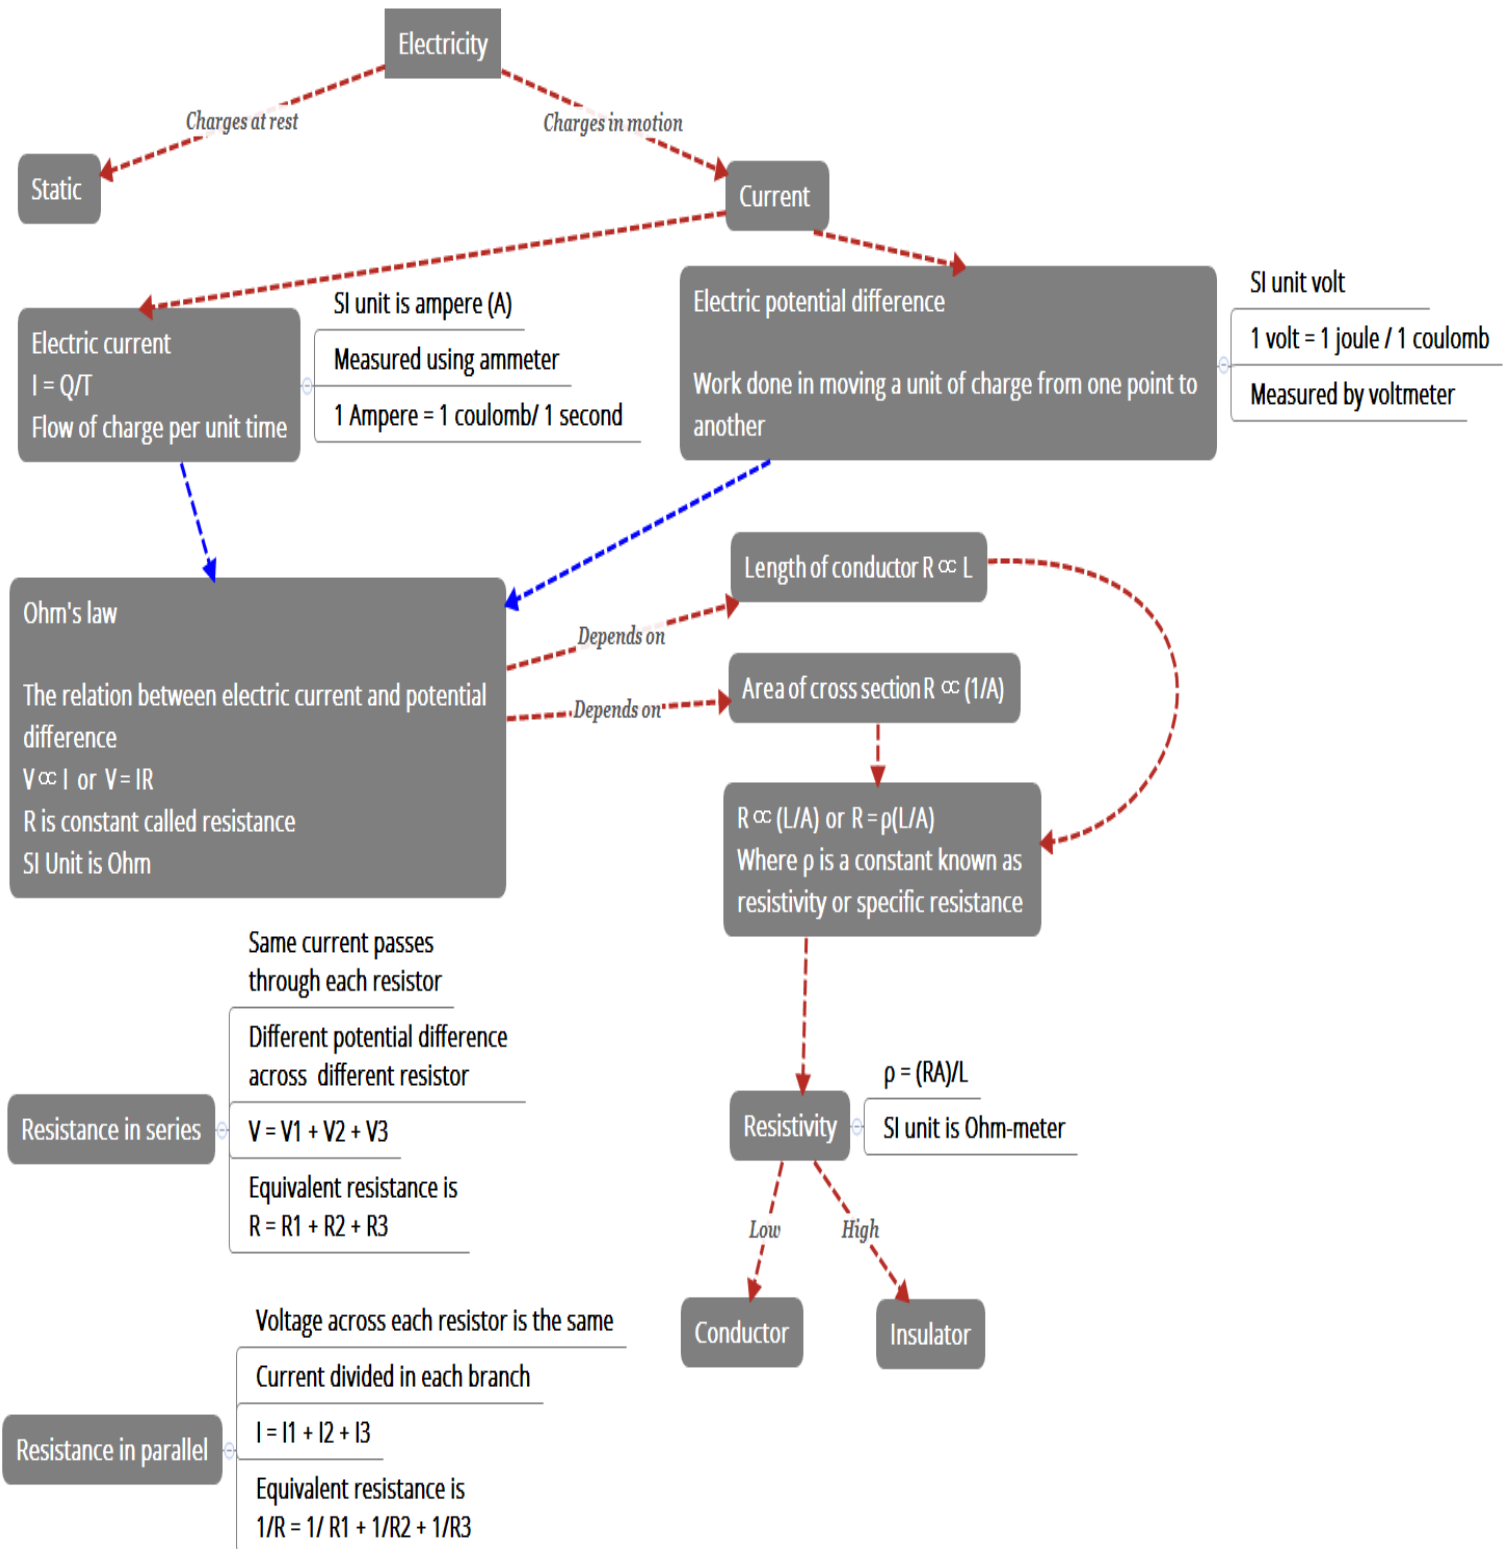 Electricity
Charges at rest
Charges in motion
Static
Current
Electric current
I = Q/T
Flow of charge per unit time
SI unit is ampere (A)
Measured using ammeter
1 Ampere = 1 coulomb/ 1 second
Electric potential difference
Work done in moving a unit of charge from one point to
another
SI unit volt
1 volt = 1 joule / 1 coulomb
Measured by voltmeter
Ohm's law
The relation between electric current and potential
difference
V ∝ I or V = IR
R is constant called resistance
SI Unit is Ohm
Depends on
Depends on
Length of conductor R ∝ L
Area of cross section R ∝ (1/A)
R ∝ (L/A) or R = ρ(L/A)
Where ρ is a constant known as
resistivity or specific resistance
Resistivity
ρ = (RA)/L
SI unit is Ohm-meter
Low
High
Conductor
Insulator
Resistance in series
Same current passes
through each resistor
Different potential difference
across different resistor
V = V1 + V2 + V3
Equivalent resistance is
R = R1 + R2 + R3
Resistance in parallel
Voltage across each resistor is the same
Current divided in each branch
I = I1 + I2 + I3
Equivalent resistance is
1/R = 1/ R1 + 1/R2 + 1/R3